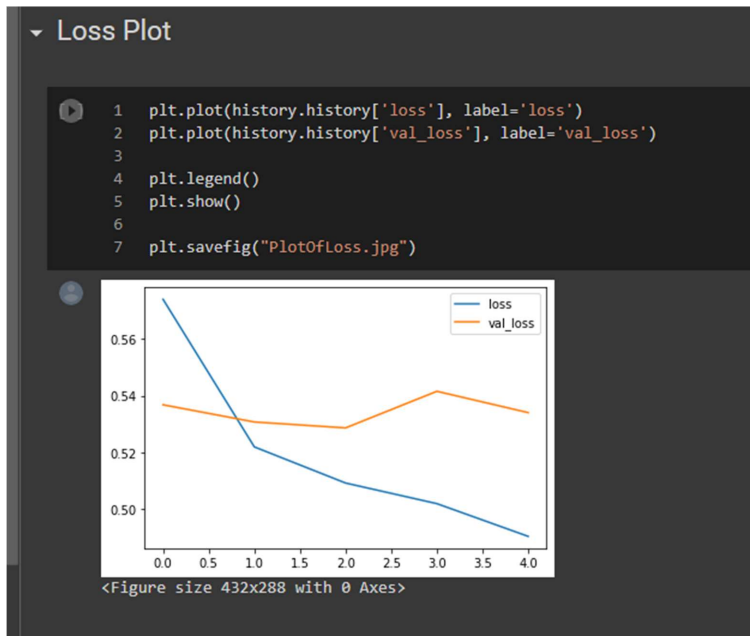 Loss Plot
1 plt.plot(history.history['loss'], label='loss')
2 plt.plot(history.history['val_loss'], label='val_loss')
3
4 plt.legend()
5 plt.show()
6
7 plt.savefig("PlotOfLoss.jpg")
loss
val_loss
0.56
0.54
0.52
0.50
0.0 0.5 1.0 1.5 2.0 2.5 3.0 3.5 4.0
<Figure size 432x288 with 0 Axes>